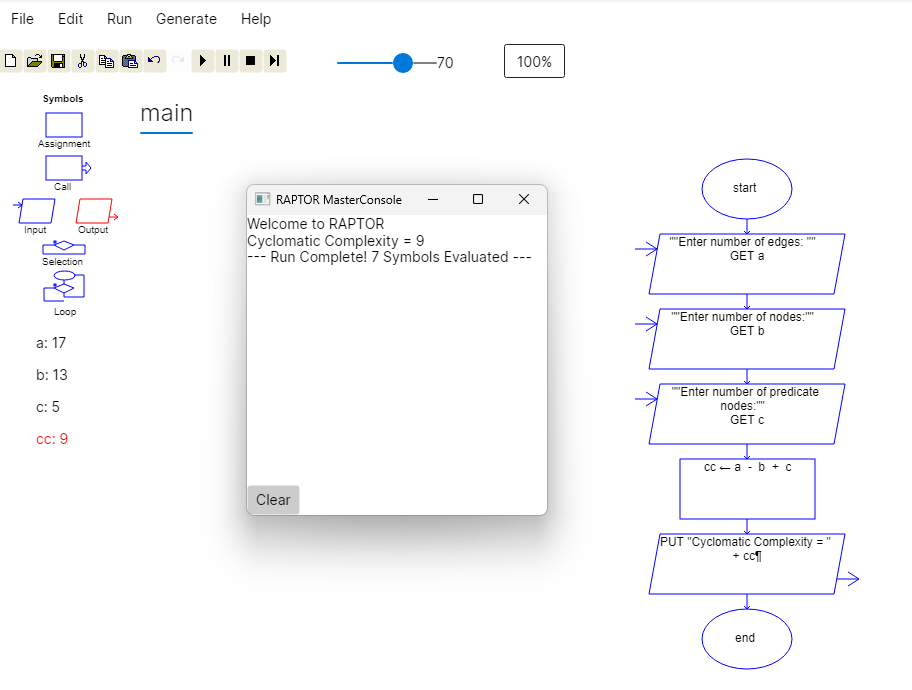 File Edit Run Generate Help
70
100%
Symbols
Assignment
Call
Input Output
Selection
Loop
a: 17
b: 13
c: 5
cc: 9
main
RAPTOR MasterConsole
Welcome to RAPTOR
Cyclomatic Complexity = 9
--- Run Complete! 7 Symbols Evaluated ---
Clear
start
""Enter number of edges: ""
GET a
""Enter number of nodes:""
GET b
""Enter number of predicate
nodes:""
GET c
cc ← a - b + c
PUT "Cyclomatic Complexity = "
+ cc¶
end